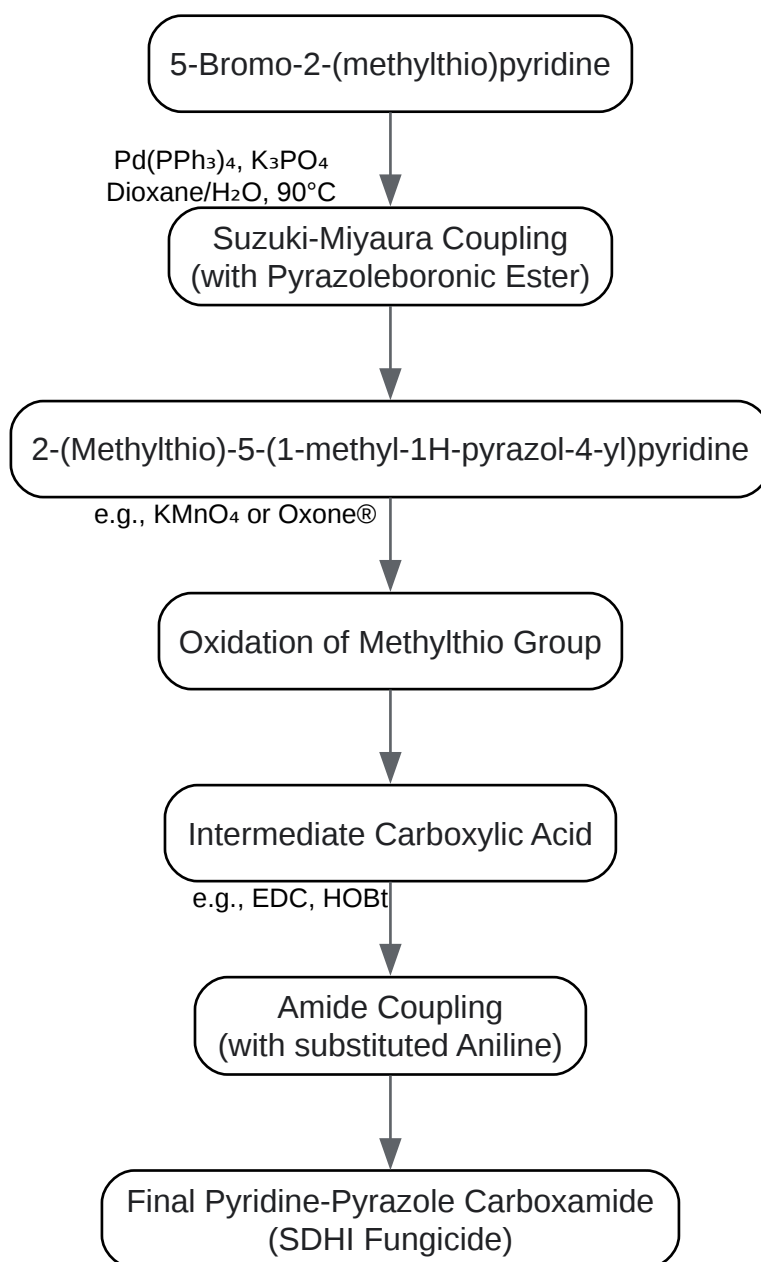 5-Bromo-2-(methylthio)pyridine
Pd(PPh₃)₄, K₃PO₄
Dioxane/H₂O, 90°C
Suzuki-Miyaura Coupling
(with Pyrazoleboronic Ester)
2-(Methylthio)-5-(1-methyl-1H-pyrazol-4-yl)pyridine
e.g., KMnO₄ or Oxone®
Oxidation of Methylthio Group
Intermediate Carboxylic Acid
e.g., EDC, HOBt
Amide Coupling
(with substituted Aniline)
Final Pyridine-Pyrazole Carboxamide
(SDHI Fungicide)